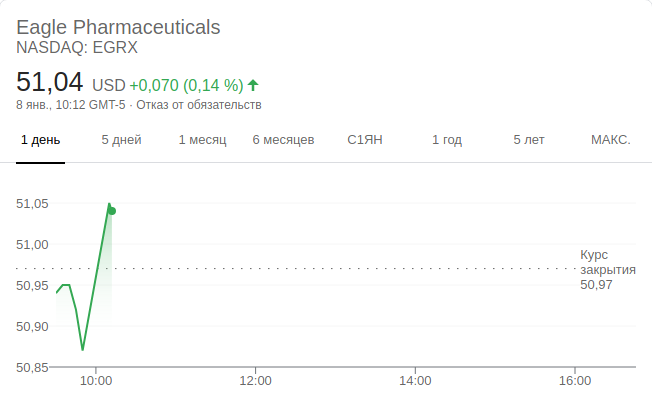 Eagle Pharmaceuticals
NASDAQ: EGRX
51,04 USD +0,070 (0,14 %)
8 янв., 10:12 GMT-5 · Отказ от обязательств
1 день 5 дней 1 месяц 6 месяцев С1ЯН 1 год 5 лет МАКС.
51,05
51,00
Курс
закрытия
50,97
50,95
50,90
50,85
10:00 12:00 14:00 16:00